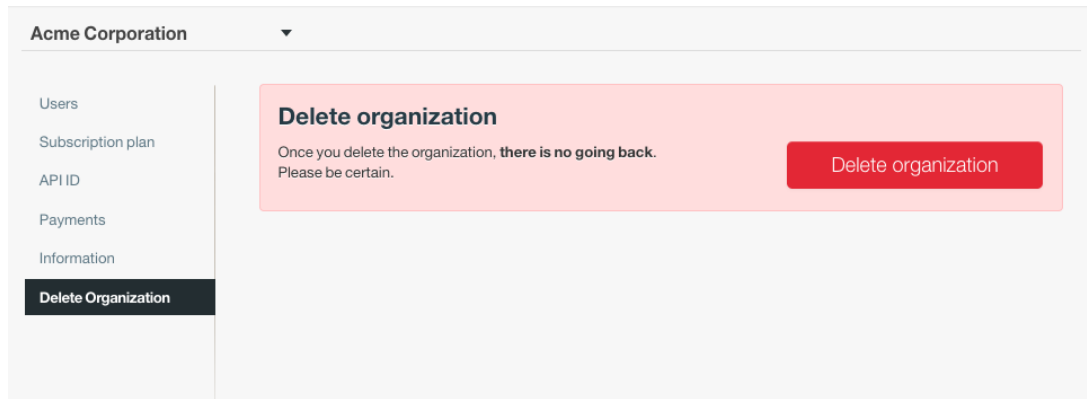 Acme Corporation
Users
Subscription plan
API ID
Payments
Information
Delete Organization
Delete organization
Once you delete the organization, there is no going back.
Please be certain.
Delete organization